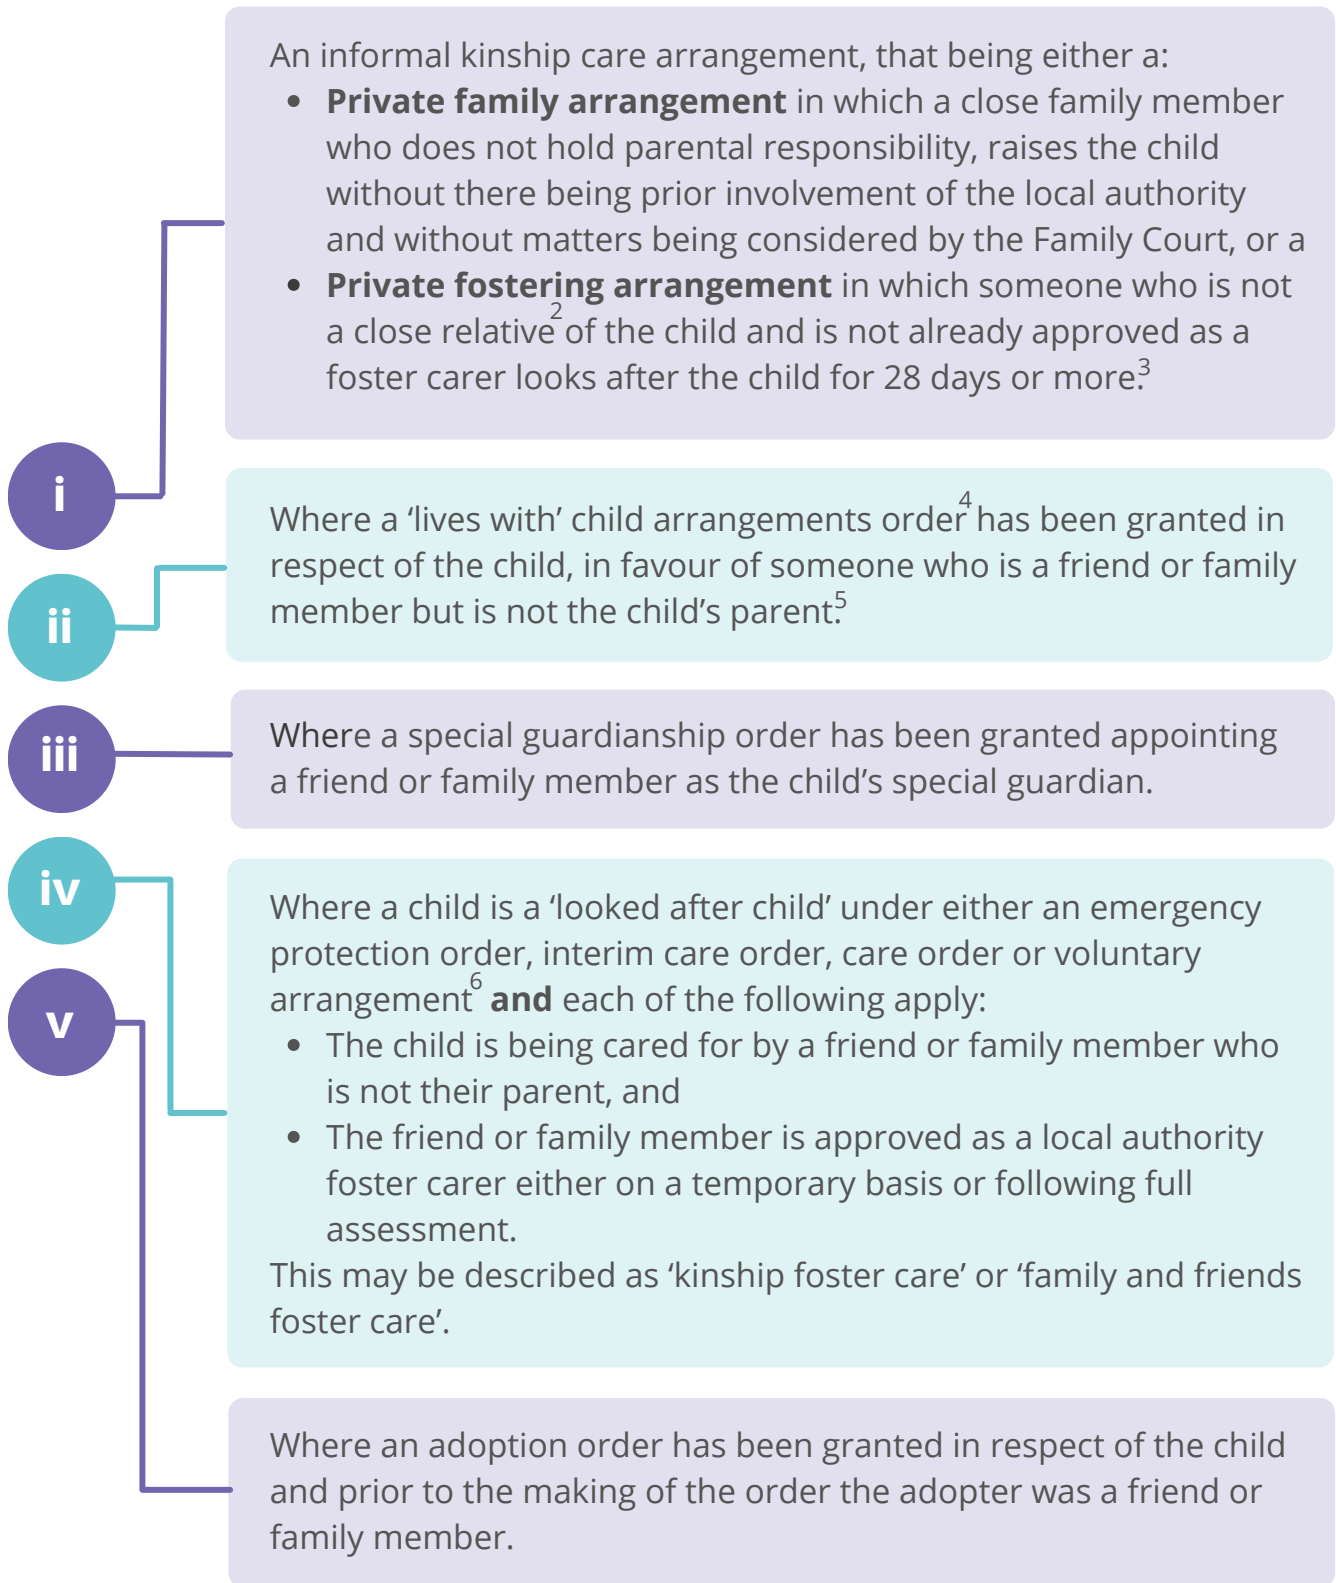 An informal kinship care arrangement, that being either a:
• Private family arrangement in which a close family member
who does not hold parental responsibility, raises the child
without there being prior involvement of the local authority
and without matters being considered by the Family Court, or a
• Private fostering arrangement in which someone who is not
a close relative2 of the child and is not already approved as a
foster carer looks after the child for 28 days or more.3
i
Where a ‘lives with’ child arrangements order4 has been granted in
respect of the child, in favour of someone who is a friend or family
member but is not the child’s parent.5
ii
Where a special guardianship order has been granted appointing
a friend or family member as the child’s special guardian.
iii
iv
Where a child is a ‘looked after child’ under either an emergency
protection order, interim care order, care order or voluntary
arrangement6 and each of the following apply:
• The child is being cared for by a friend or family member who
is not their parent, and
• The friend or family member is approved as a local authority
foster carer either on a temporary basis or following full
assessment.
This may be described as ‘kinship foster care’ or ‘family and friends
foster care’.
v
Where an adoption order has been granted in respect of the child
and prior to the making of the order the adopter was a friend or
family member.